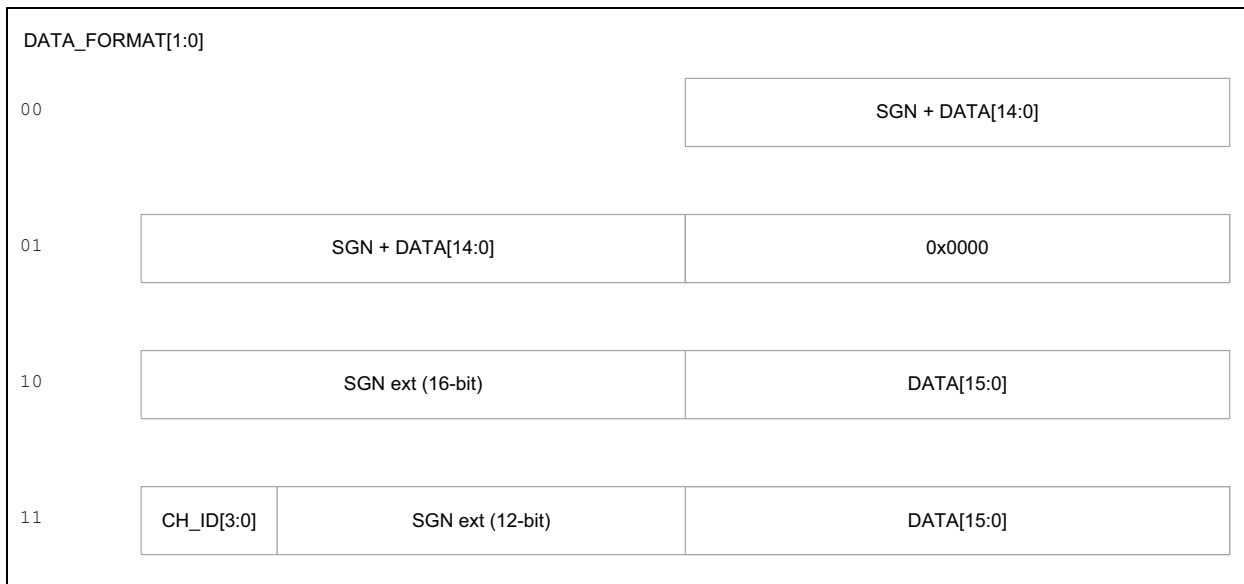 DATA_FORMAT[1:0]
00 SGN + DATA[14:0]
01 SGN + DATA[14:0] 0x0000
10 SGN ext (16-bit) DATA[15:0]
11 CH_ID[3:0] SGN ext (12-bit) DATA[15:0]